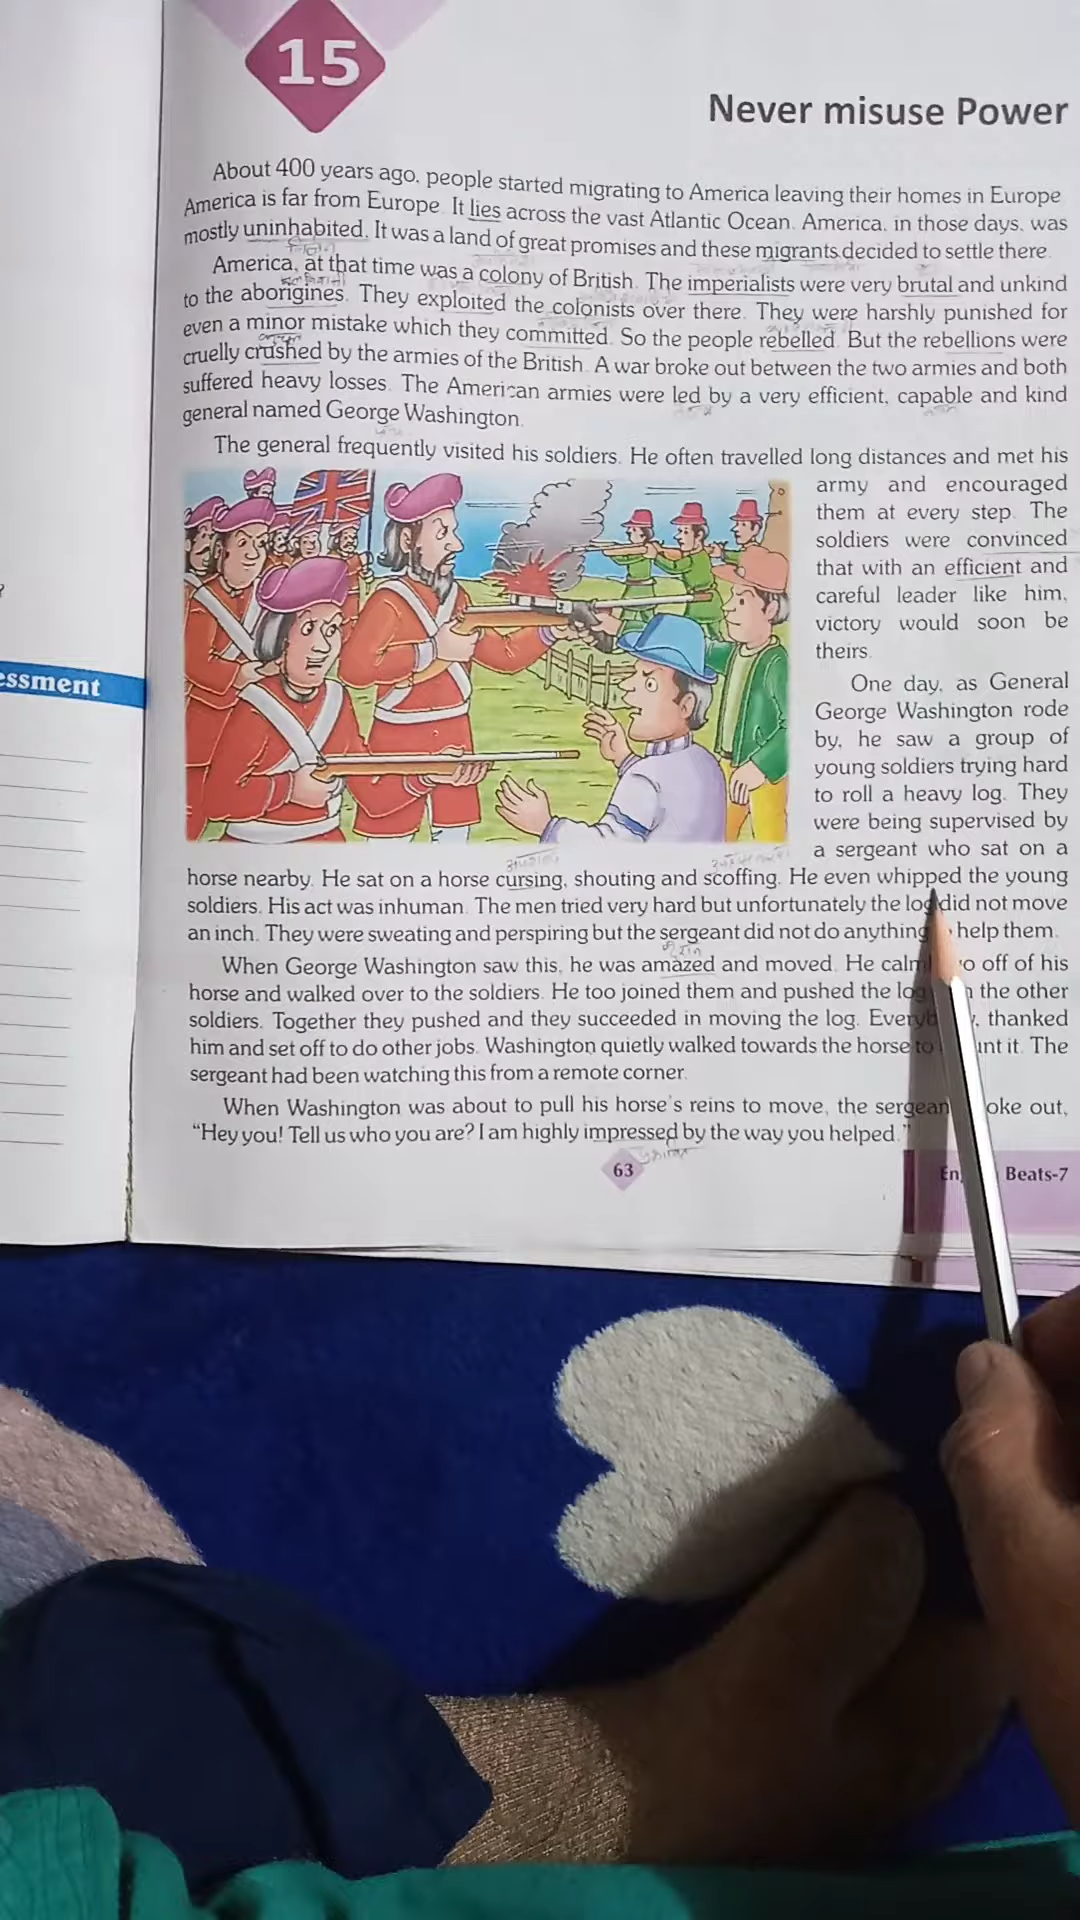 15
Never misuse Power
About 400 years ago, people started migrating to America leaving their homes in Europe
America is far from Europe. It lies across the vast Atlantic Ocean. America, in those days, was
mostly uninhabited. It was a land of great promises and these migrants decided to settle there.
America, at that time was a colony of British. The imperialists were very brutal and unkind
to the aborigines. They exploited the colonists over there. They were harshly punished for
even a minor mistake which they committed. So the people rebelled. But the rebellions were
cruelly crushed by the armies of the British. A war broke out between the two armies and both
suffered heavy losses. The American armies were led by a very efficient, capable and kind
general named George Washington.
The general frequently visited his soldiers. He often travelled long distances and met his
army and encouraged
them at every step. The
soldiers were convinced
that with an efficient and
careful leader like him,
victory would soon be
theirs.
One day, as General
George Washington rode
by, he saw a group of
young soldiers trying hard
to roll a heavy log. They
were being supervised by
a sergeant who sat on a
horse nearby. He sat on a horse cursing, shouting and scoffing. He even whipped the young
soldiers. His act was inhuman. The men tried very hard but unfortunately the log did not move
an inch. They were sweating and perspiring but the sergeant did not do anything help them.
When George Washington saw this, he was amazed and moved. He off of his
horse and walked over to the soldiers. He too joined them and pushed the log the other
soldiers. Together they pushed and they succeeded in moving the log. thanked
him and set off to do other jobs. Washington quietly walked towards the horse to it. The
sergeant had been watching this from a remote corner.
When Washington was about to pull his horse's reins to move, the out,
"Hey you! Tell us who you are? I am highly impressed by the way you helped."
63
Beats-7
essment